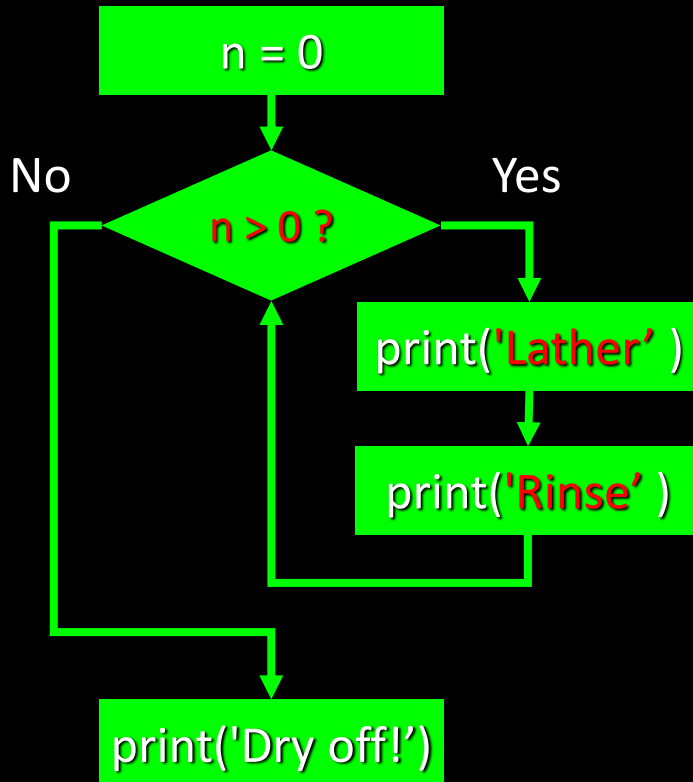 n = 0
No
Yes
n > 0 ?
print('Lather’ )
print('Rinse’ )
print('Dry off!’)